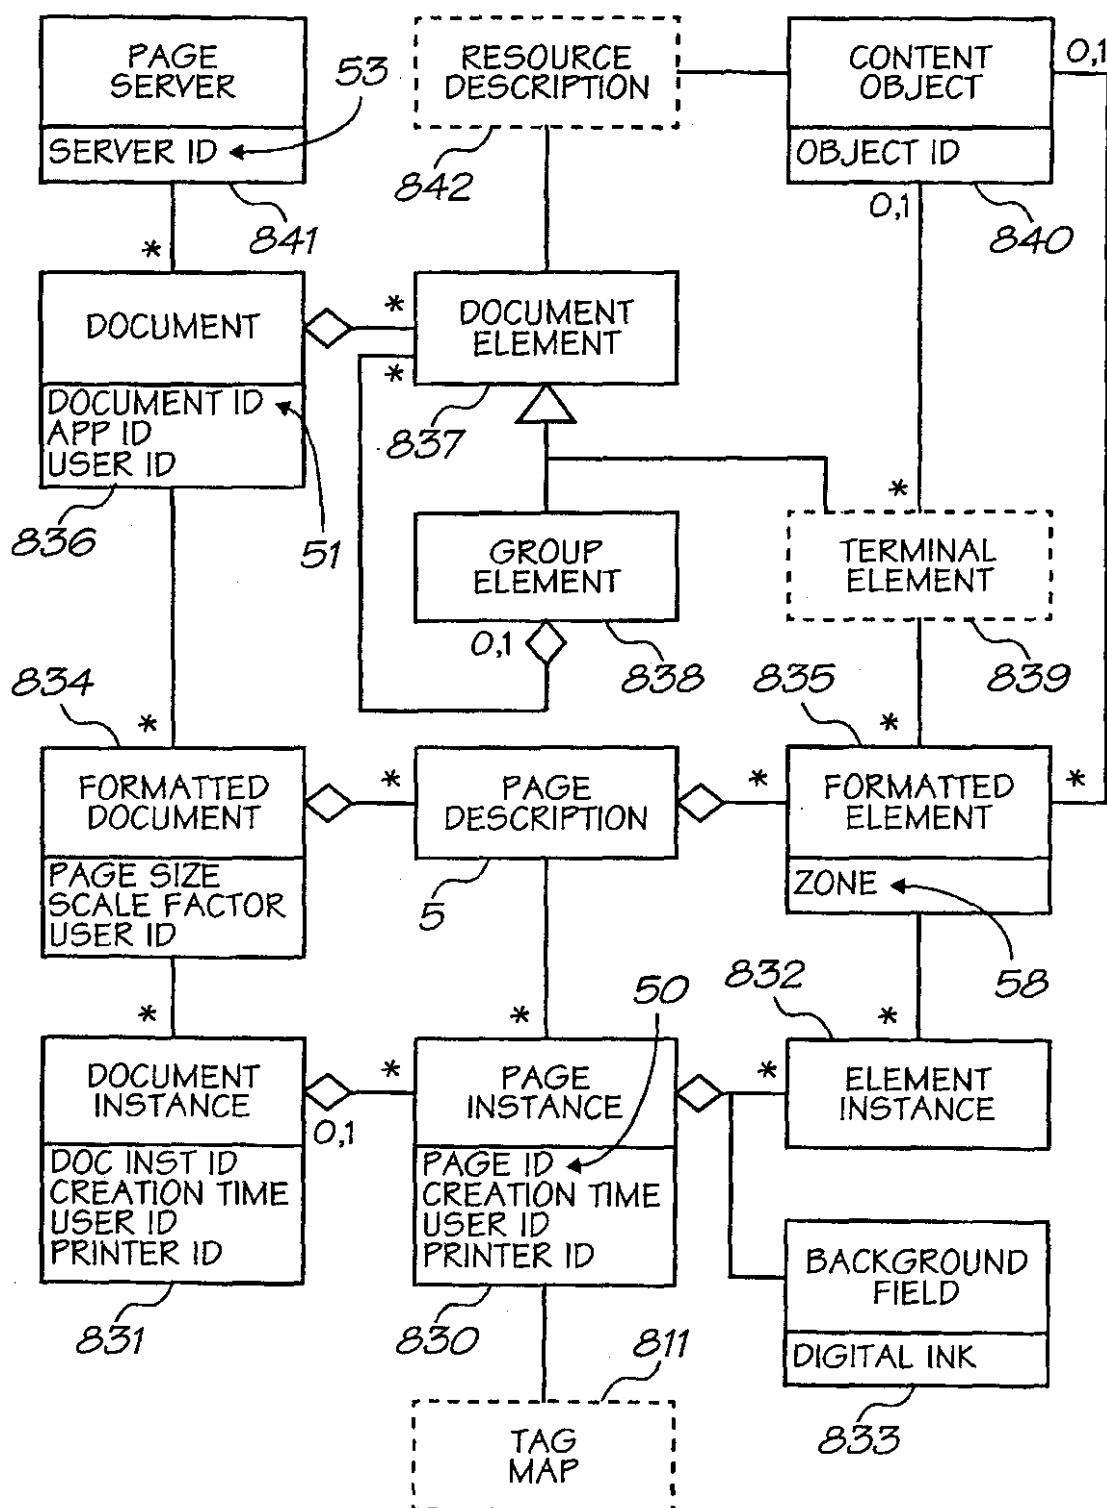 PAGE
SERVER
SERVER ID
53
841
RESOURCE
DESCRIPTION
842
CONTENT
OBJECT
OBJECT ID
0,1
0,1
840
*
DOCUMENT
DOCUMENT ID
APP ID
USER ID
836
51
*
*
DOCUMENT
ELEMENT
837
GROUP
ELEMENT
0,1
838
*
TERMINAL
ELEMENT
839
834
*
FORMATTED
DOCUMENT
PAGE SIZE
SCALE FACTOR
USER ID
*
PAGE
DESCRIPTION
5
835
*
*
*
FORMATTED
ELEMENT
ZONE
58
*
DOCUMENT
INSTANCE
0,1
DOC INST ID
CREATION TIME
USER ID
PRINTER ID
831
*
*
50
PAGE
INSTANCE
PAGE ID
CREATION TIME
USER ID
PRINTER ID
830
832
*
*
ELEMENT
INSTANCE
BACKGROUND
FIELD
DIGITAL INK
833
811
TAG
MAP